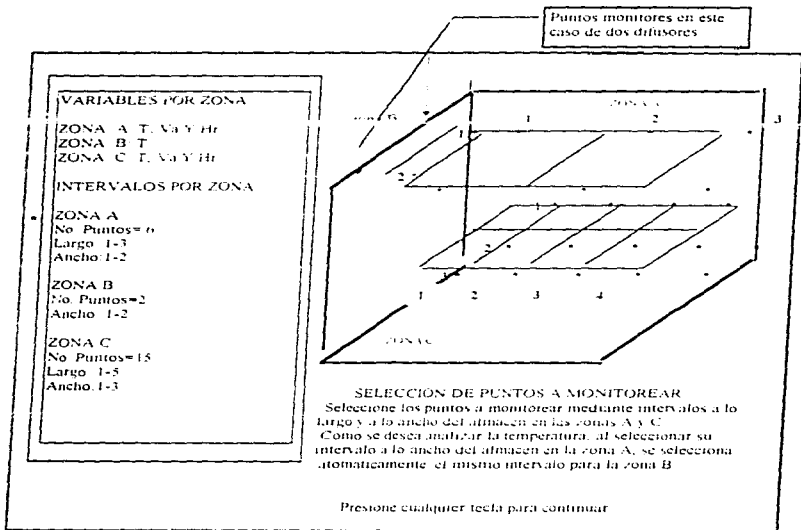 Puntos monitores en este
caso de dos difusores
VARIABLES POR ZONA
ZONA A T, Va Y Hr
ZONA B T
ZONA C T, Va Y Hr
INTERVALOS POR ZONA
ZONA A
No Puntos= 6
Largo 1-3
Ancho: 1-2
ZONA B
No. Puntos=2
Ancho 1-2
ZONA C
No Puntos=15
Largo 1-5
Ancho: 1-3
ZONA A
1 2 3
1
2
1
2
1 2 3 4
SELECCION DE PUNTOS A MONITOREAR
Seleccione los puntos a monitorear mediante intervalos a lo
largo y a lo ancho del almacen en las zonas A y C
Como se desea analizar la temperatura, al seleccionar su
intervalo a lo ancho del almacen en la zona A, se selecciona
atomaticamente el mismo intervalo para la zona B
Presione cualquier tecla para continuar